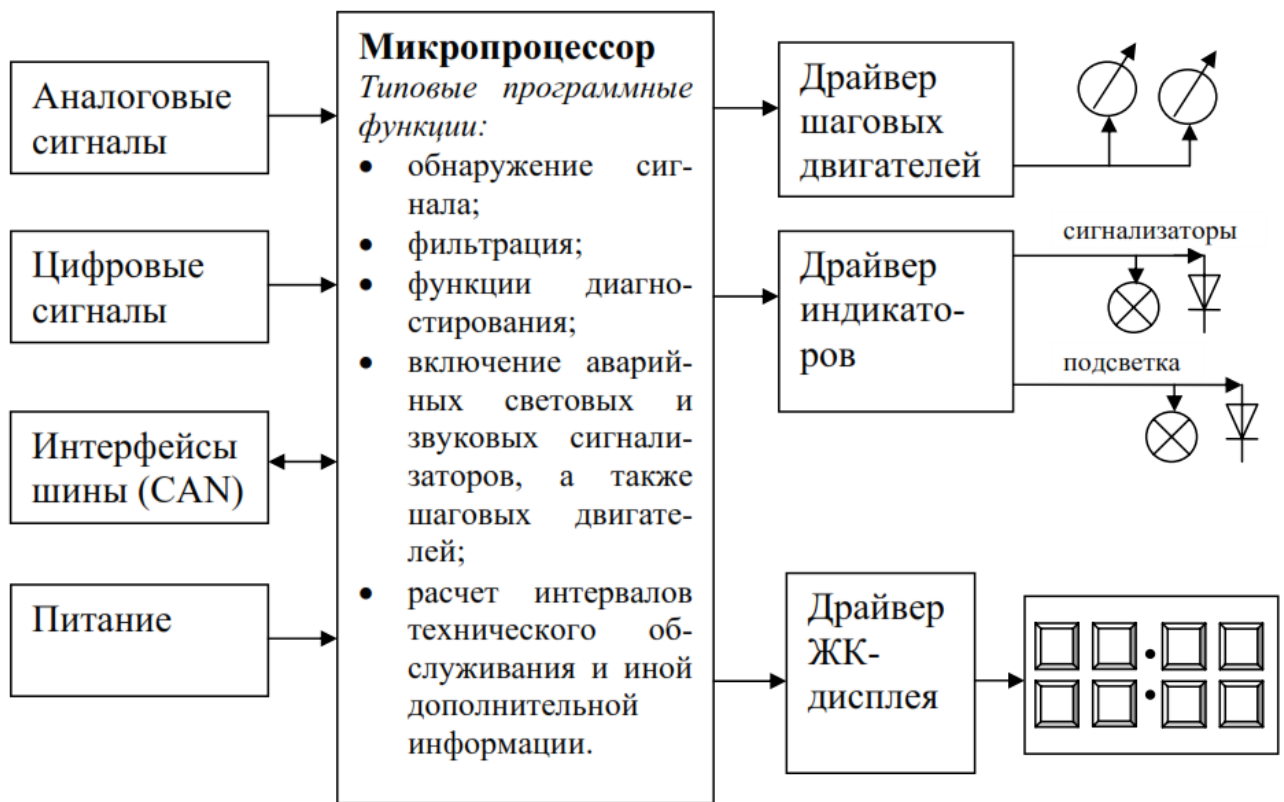 Аналоговые
сигналы
Цифровые
сигналы
Интерфейсы
шины (CAN)
Питание
Микропроцессор
Типовые программные
функции:
• обнаружение сиг-
нала;
• фильтрация;
• функции диагно-
стирования;
• включение аварий-
ных световых и
звуковых сигнали-
заторов, а также
шаговых двигате-
лей;
• расчет интервалов
технического об-
служивания и иной
дополнительной
информации.
Драйвер
шаговых
двигателей
Драйвер
индикато-
ров
сигнализаторы
подсветка
Драйвер
ЖК-
дисплея